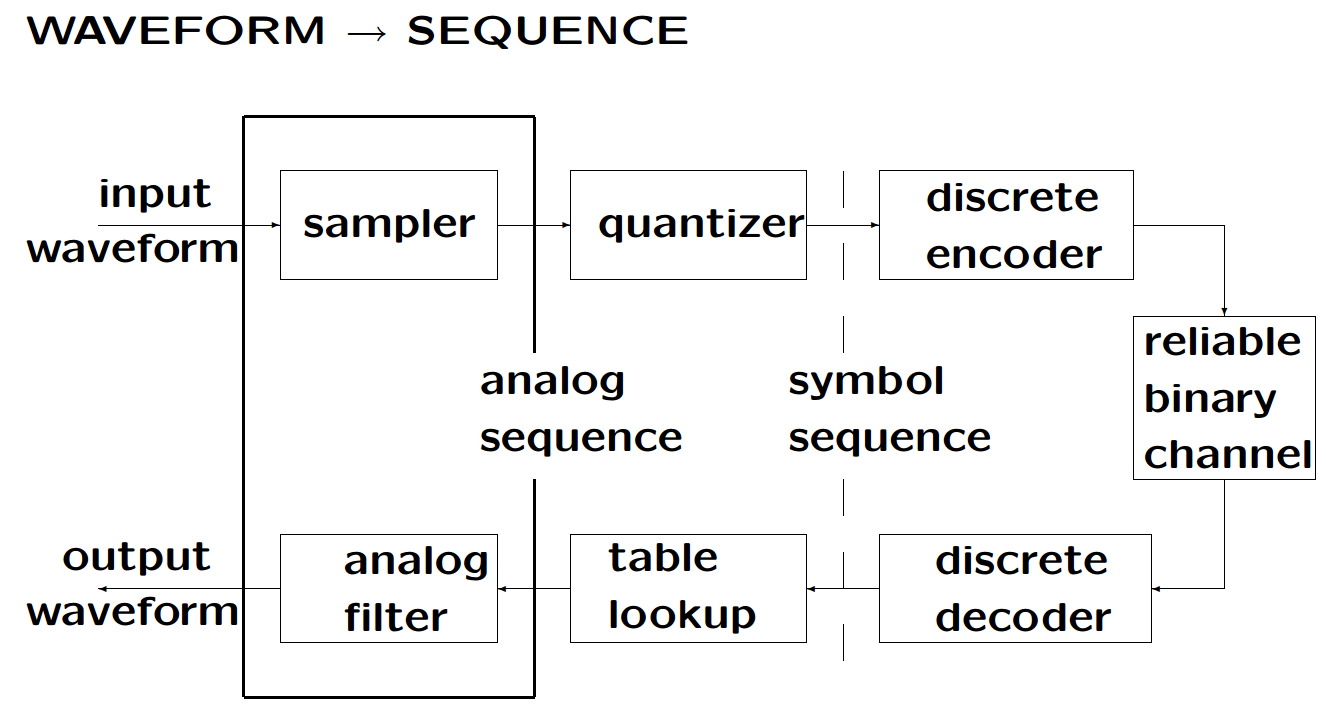 WAVEFORM → SEQUENCE
input
waveform
sampler
quantizer
discrete
encoder
reliable
binary
channel
analog
sequence
symbol
sequence
output
waveform
analog
filter
table
lookup
discrete
decoder